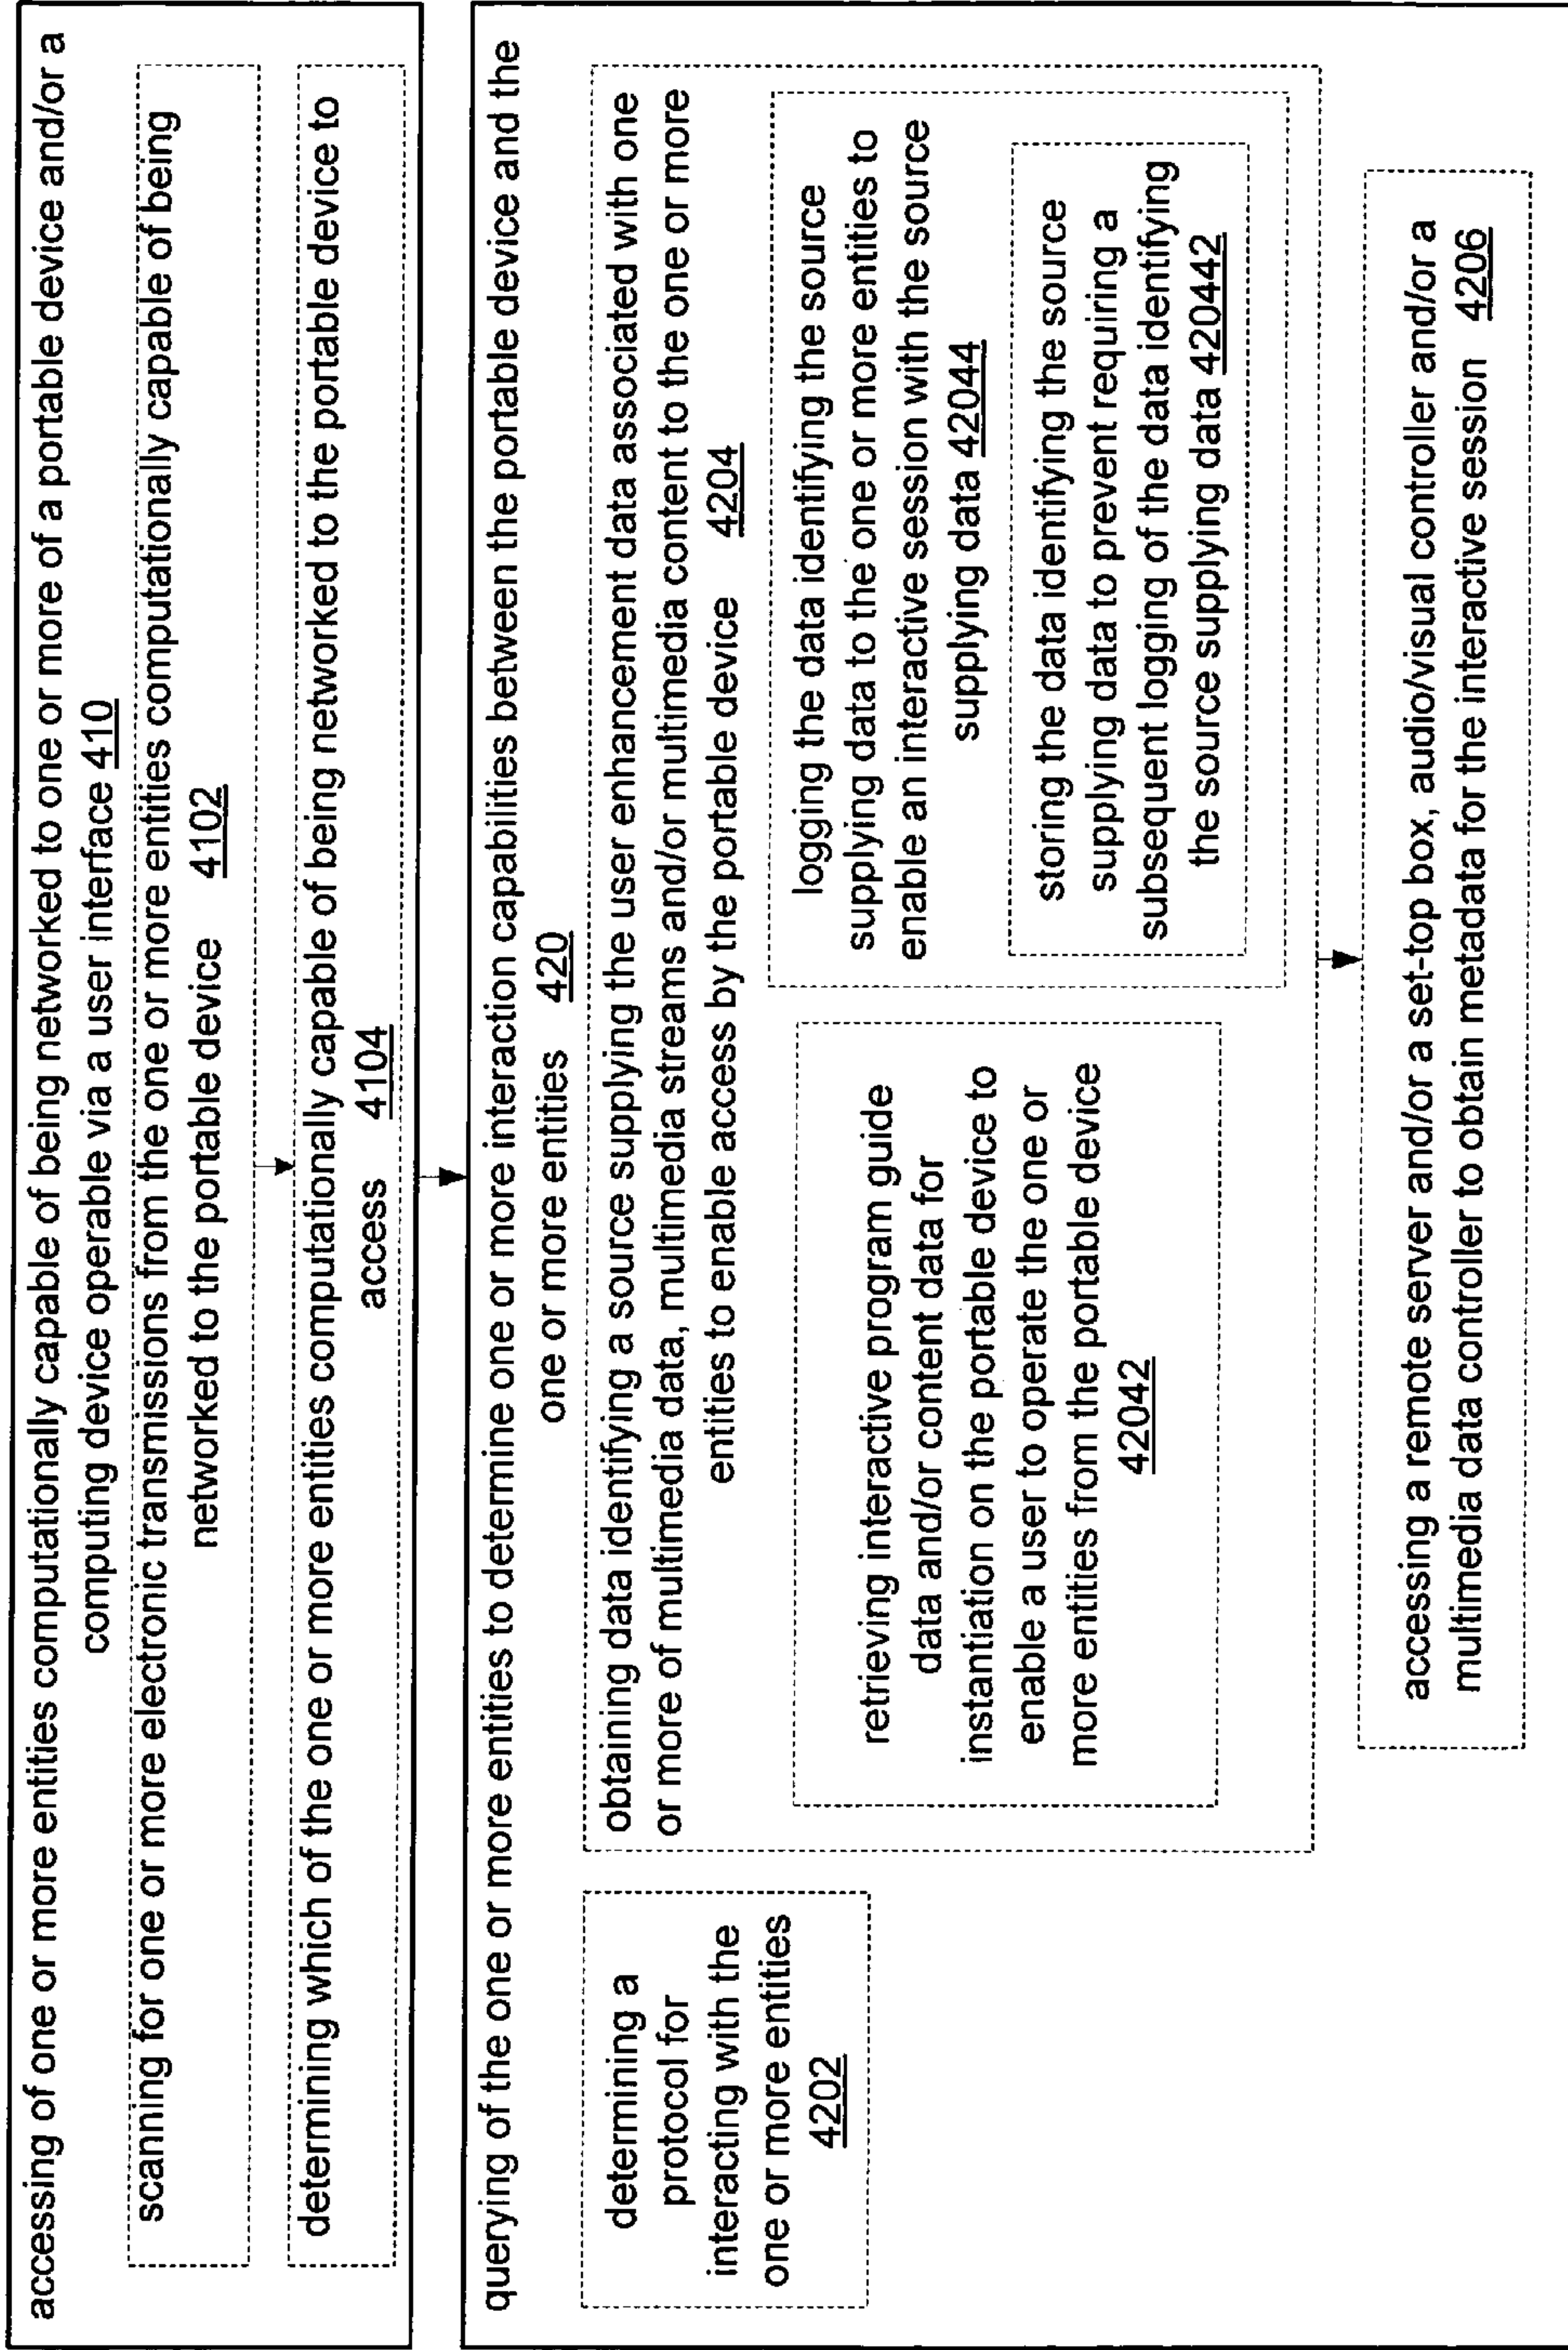 accessing of one or more entities computationally capable of being networked to one or more of a portable device and/or a
computing device operable via a user interface 410
scanning for one or more electronic transmissions from the one or more entities computationally capable of being
networked to the portable device 4102
determining which of the one or more entities computationally capable of being networked to the portable device to
access 4104
querying of the one or more entities to determine one or more interaction capabilities between the portable device and the
one or more entities 420
determining a
protocol for
interacting with the
one or more entities
4202
obtaining data identifying a source supplying the user enhancement data associated with one
or more of multimedia data, multimedia streams and/or multimedia content to the one or more
entities to enable access by the portable device 4204
retrieving interactive program guide
data and/or content data for
instantiation on the portable device to
enable a user to operate the one or
more entities from the portable device
42042
logging the data identifying the source
supplying data to the one or more entities to
enable an interactive session with the source
supplying data 42044
storing the data identifying the source
supplying data to prevent requiring a
subsequent logging of the data identifying
the source supplying data 420442
accessing a remote server and/or a set-top box, audio/visual controller and/or a
multimedia data controller to obtain metadata for the interactive session 4206